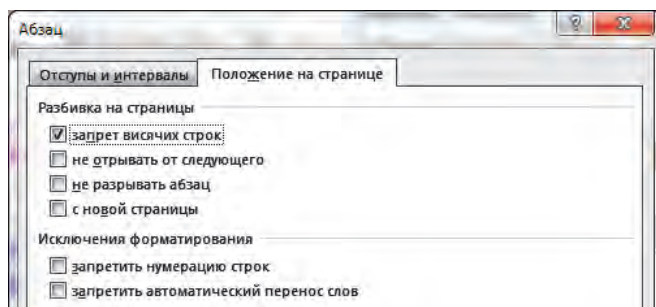 Абзац
Отступы и интервалы Положение на странице
Разбивка на страницы
запрет висячих строк
не отрывать от следующего
не разрывать абзац
с новой страницы
Исключения форматирования
запретить нумерацию строк
запретить автоматический перенос слов